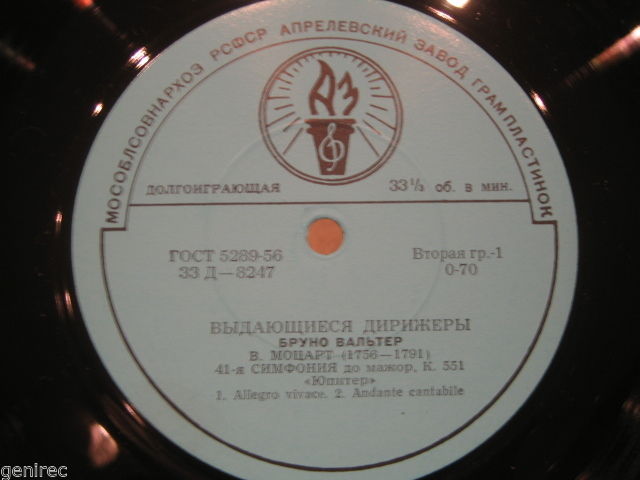 МОСОБЛСОВНАРХОЗ РСФСР АПРЕЛЕВСКИЙ ЗАВОД ГРАМПЛАСТИНОК
АЗ
ДОЛГОИГРАЮЩАЯ 33⅓ об. в мин.
ГОСТ 5289-56 Вторая гр.-1
33 Д—8247 0-70
ВЫДАЮЩИЕСЯ ДИРИЖЕРЫ
БРУНО ВАЛЬТЕР
В. МОЦАРТ (1756—1791)
41-я СИМФОНИЯ до мажор, К. 551
«Юпитер»
1. Allegro vivace. 2. Andante cantabile
genirec